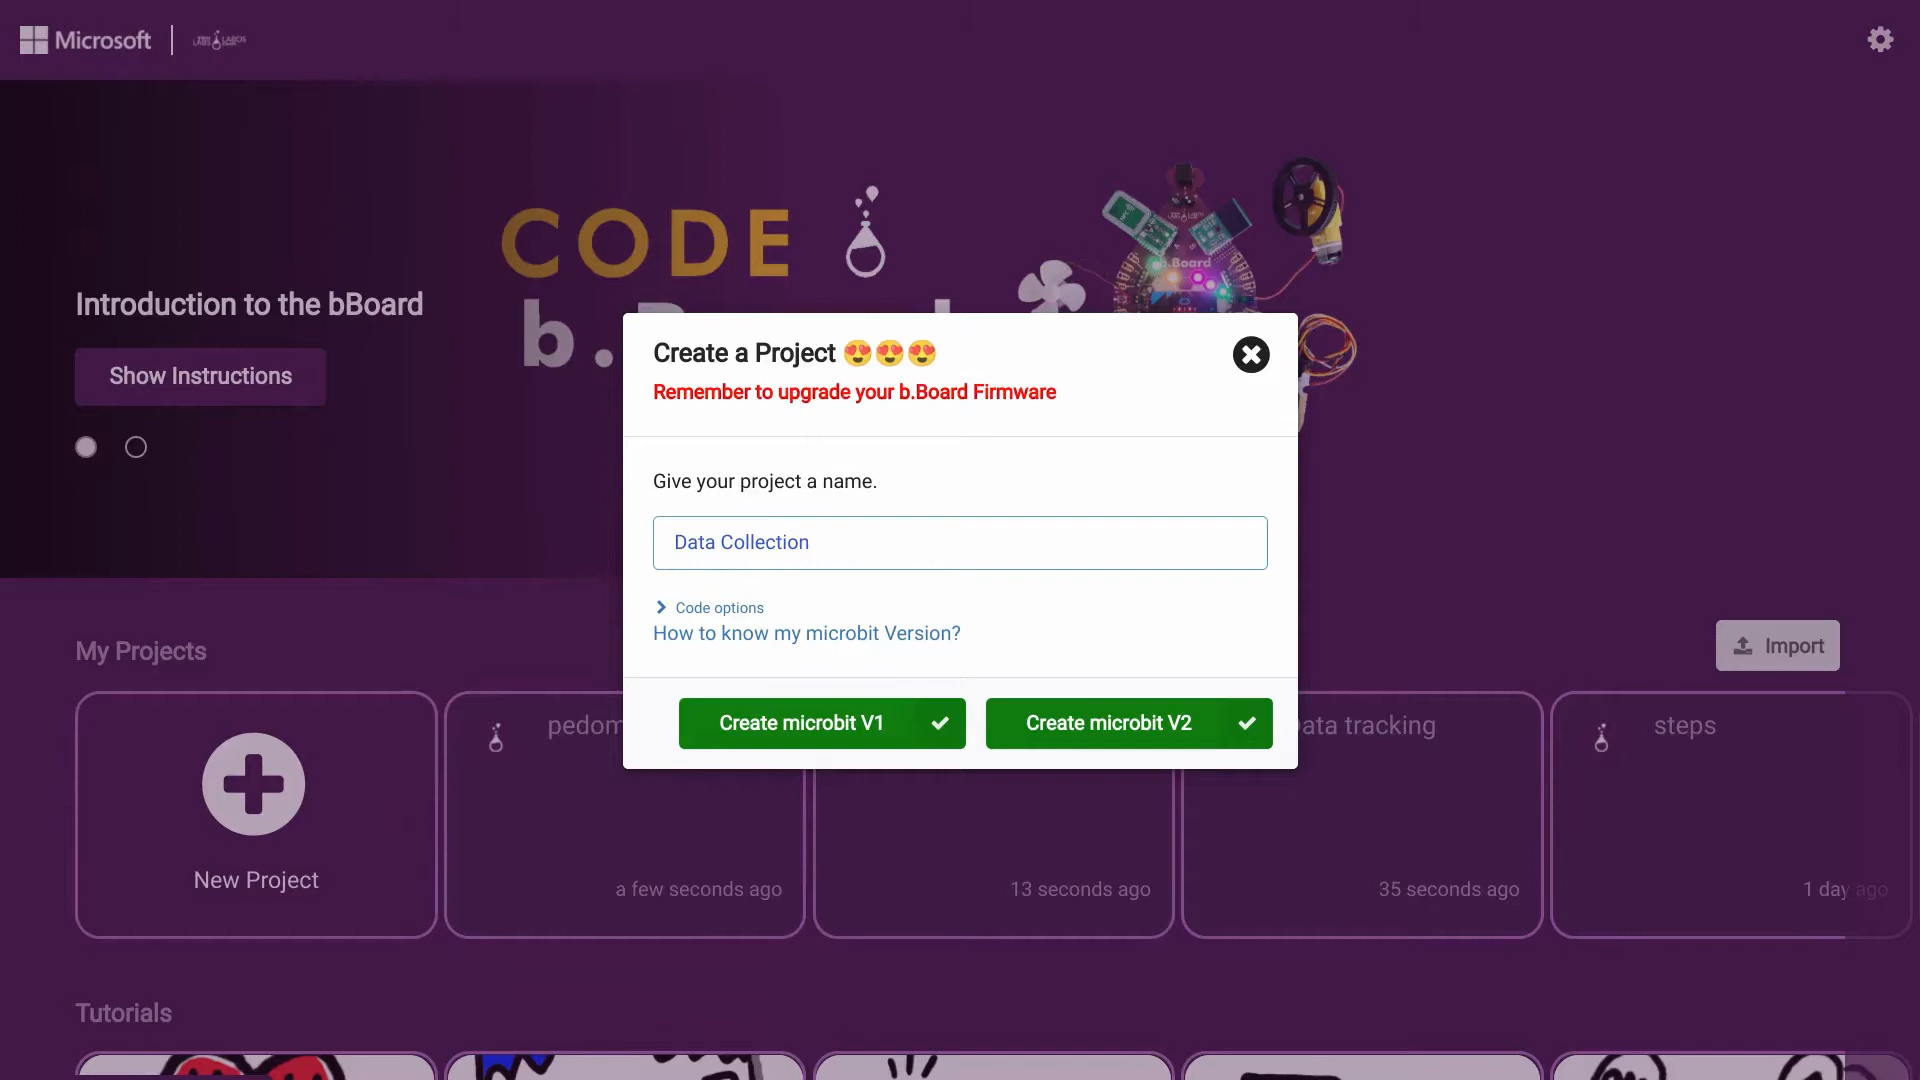 Microsoft
Introduction to the bBoard
Show Instructions
CODE
b.
b.Board
Create a Project 😍😍😍
Remember to upgrade your b.Board Firmware
Give your project a name.
Data Collection
Code options
How to know my microbit Version?
Create microbit V1
Create microbit V2
My Projects
Import
New Project
pedom
a few seconds ago
13 seconds ago
ata tracking
35 seconds ago
steps
1 day ago
Tutorials